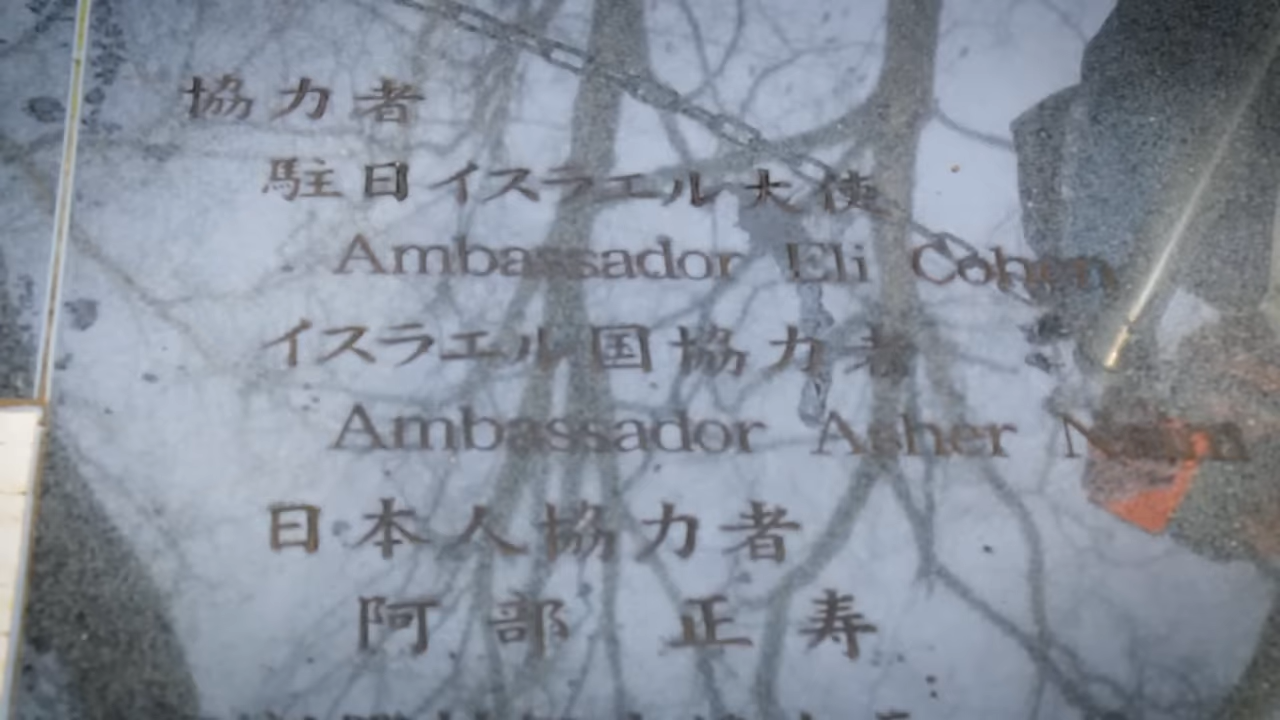 協力者
駐日イスラエル大使
Ambassador Eli Cohen
イスラエル国協力者
Ambassador Asher Naim
日本人協力者
阿部 正寿